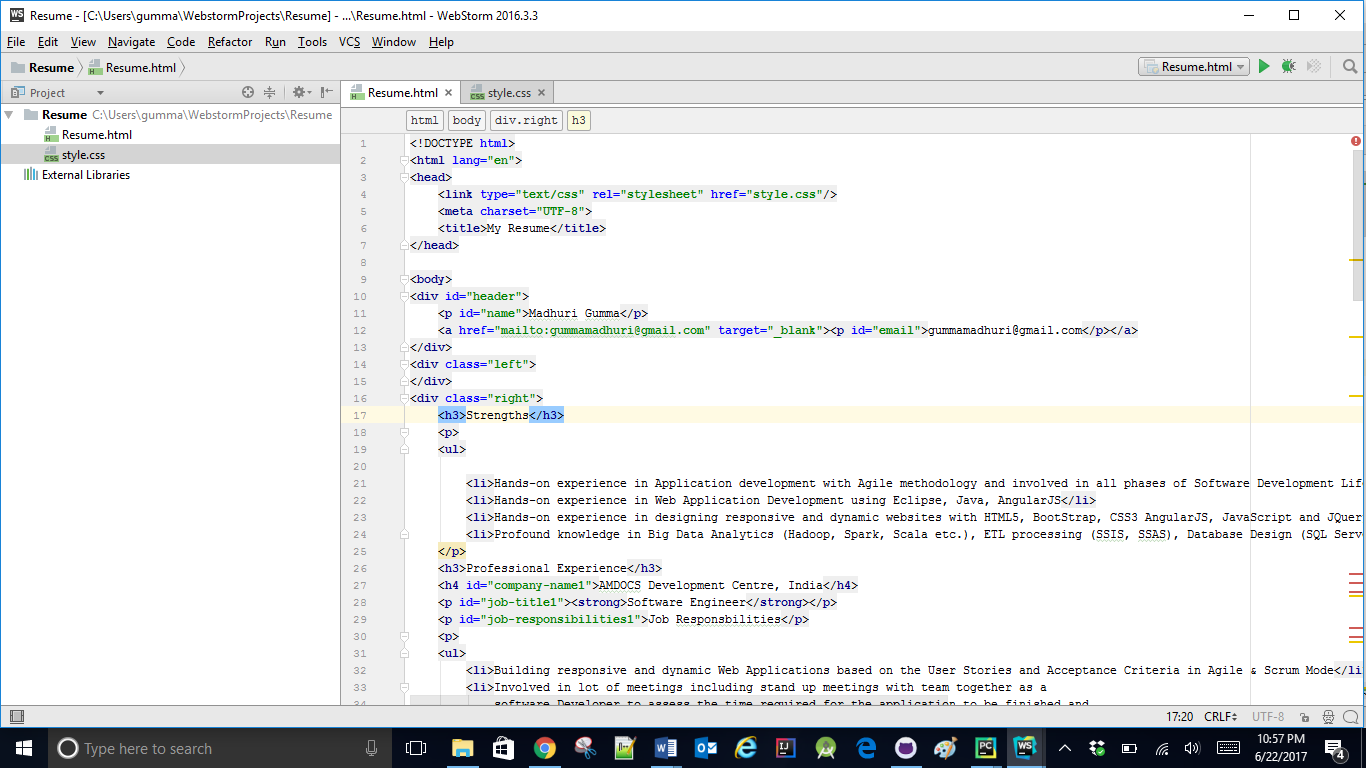 WS Resume - [C:\Users\gumma\WebstormProjects\Resume] - ...\Resume.html - WebStorm 2016.3.3
File Edit View Navigate Code Refactor Run Tools VCS Window Help
Resume Resume.html Resume.html
Project Resume.html style.css
Resume C:\Users\gumma\WebstormProjects\Resume
Resume.html
style.css
External Libraries
html body div.right h3
1 <!DOCTYPE html>
2 <html lang="en">
3 <head>
4 <link type="text/css" rel="stylesheet" href="style.css"/>
5 <meta charset="UTF-8">
6 <title>My Resume</title>
7 </head>
8
9 <body>
10 <div id="header">
11 <p id="name">Madhuri Gumma</p>
12 <a href="mailto:gummamadhuri@gmail.com" target="_blank"><p id="email">gummamadhuri@gmail.com</p></a>
13 </div>
14 <div class="left">
15 </div>
16 <div class="right">
17 <h3>Strengths</h3>
18 <p>
19 <ul>
20
21 <li>Hands-on experience in Application development with Agile methodology and involved in all phases of Software Development Lif
22 <li>Hands-on experience in Web Application Development using Eclipse, Java, AngularJS</li>
23 <li>Hands-on experience in designing responsive and dynamic websites with HTML5, BootStrap, CSS3 AngularJS, JavaScript and JQuer
24 <li>Profound knowledge in Big Data Analytics (Hadoop, Spark, Scala etc.), ETL processing (SSIS, SSAS), Database Design (SQL Serv
25 </p>
26 <h3>Professional Experience</h3>
27 <h4 id="company-name1">AMDOCS Development Centre, India</h4>
28 <p id="job-title1"><strong>Software Engineer</strong></p>
29 <p id="job-responsibilities1">Job Responsbilities</p>
30 <p>
31 <ul>
32 <li>Building responsive and dynamic Web Applications based on the User Stories and Acceptance Criteria in Agile & Scrum Mode</li
33 <li>Involved in lot of meetings including stand up meetings with team together as a
34 software Developer to assess the time required for the application to be finished and
17:20 CRLF UTF-8
Type here to search
10:57 PM
6/22/2017
4